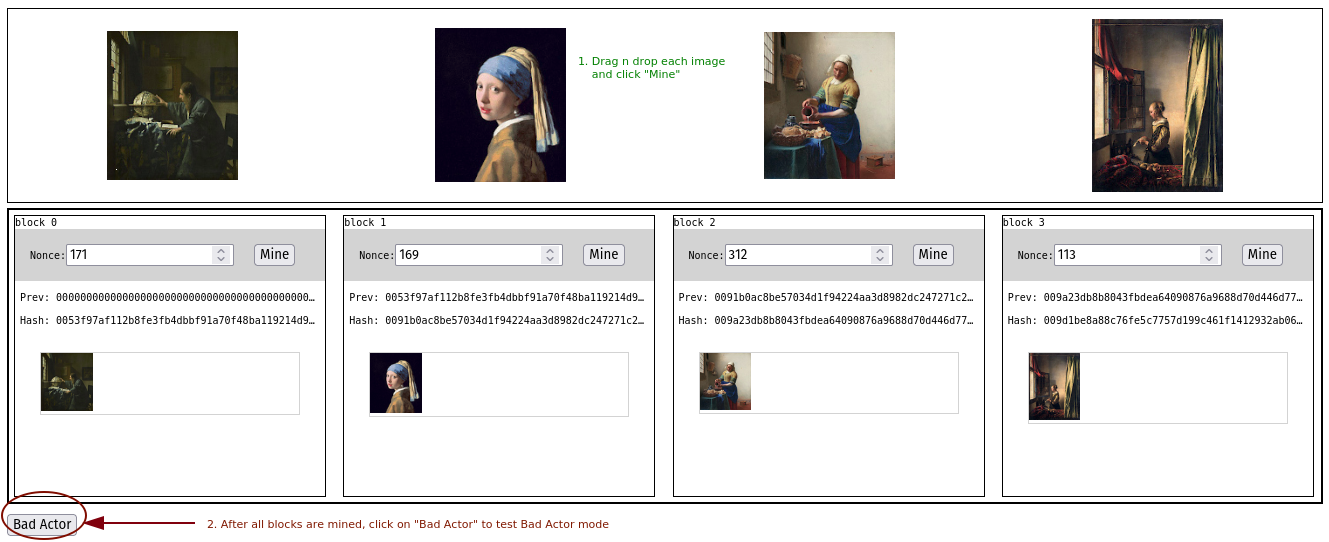 1. Drag n drop each image
and click "Mine"
block 0
Nonce: 171 Mine
Prev: 000000000000000000000000000000000000000000…
Hash: 0053f97af112b8fe3fb4dbbf91a70f48ba119214d9…
block 1
Nonce: 169 Mine
Prev: 0053f97af112b8fe3fb4dbbf91a70f48ba119214d9…
Hash: 0091b0ac8be57034d1f94224aa3d8982dc247271c2…
block 2
Nonce: 312 Mine
Prev: 0091b0ac8be57034d1f94224aa3d8982dc247271c2…
Hash: 009a23db8b8043fbdea64090876a9688d70d446d77…
block 3
Nonce: 113 Mine
Prev: 009a23db8b8043fbdea64090876a9688d70d446d77…
Hash: 009d1be8a88c76fe5c7757d199c461f1412932ab06…
Bad Actor
2. After all blocks are mined, click on "Bad Actor" to test Bad Actor mode